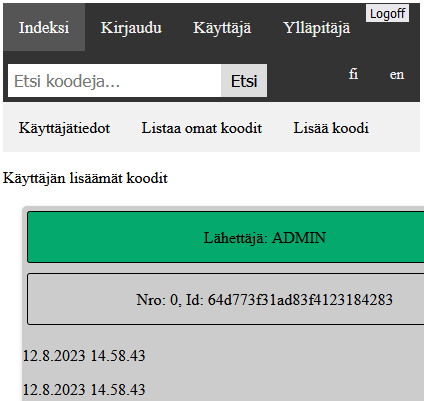 Indeksi Kirjaudu Käyttäjä Ylläpitäjä Logoff
Etsi koodeja... Etsi fi en
Käyttäjätiedot Listaa omat koodit Lisää koodi
Käyttäjän lisäämät koodit
Lähettäjä: ADMIN
Nro: 0, Id: 64d773f31ad83f4123184283
12.8.2023 14.58.43
12.8.2023 14.58.43